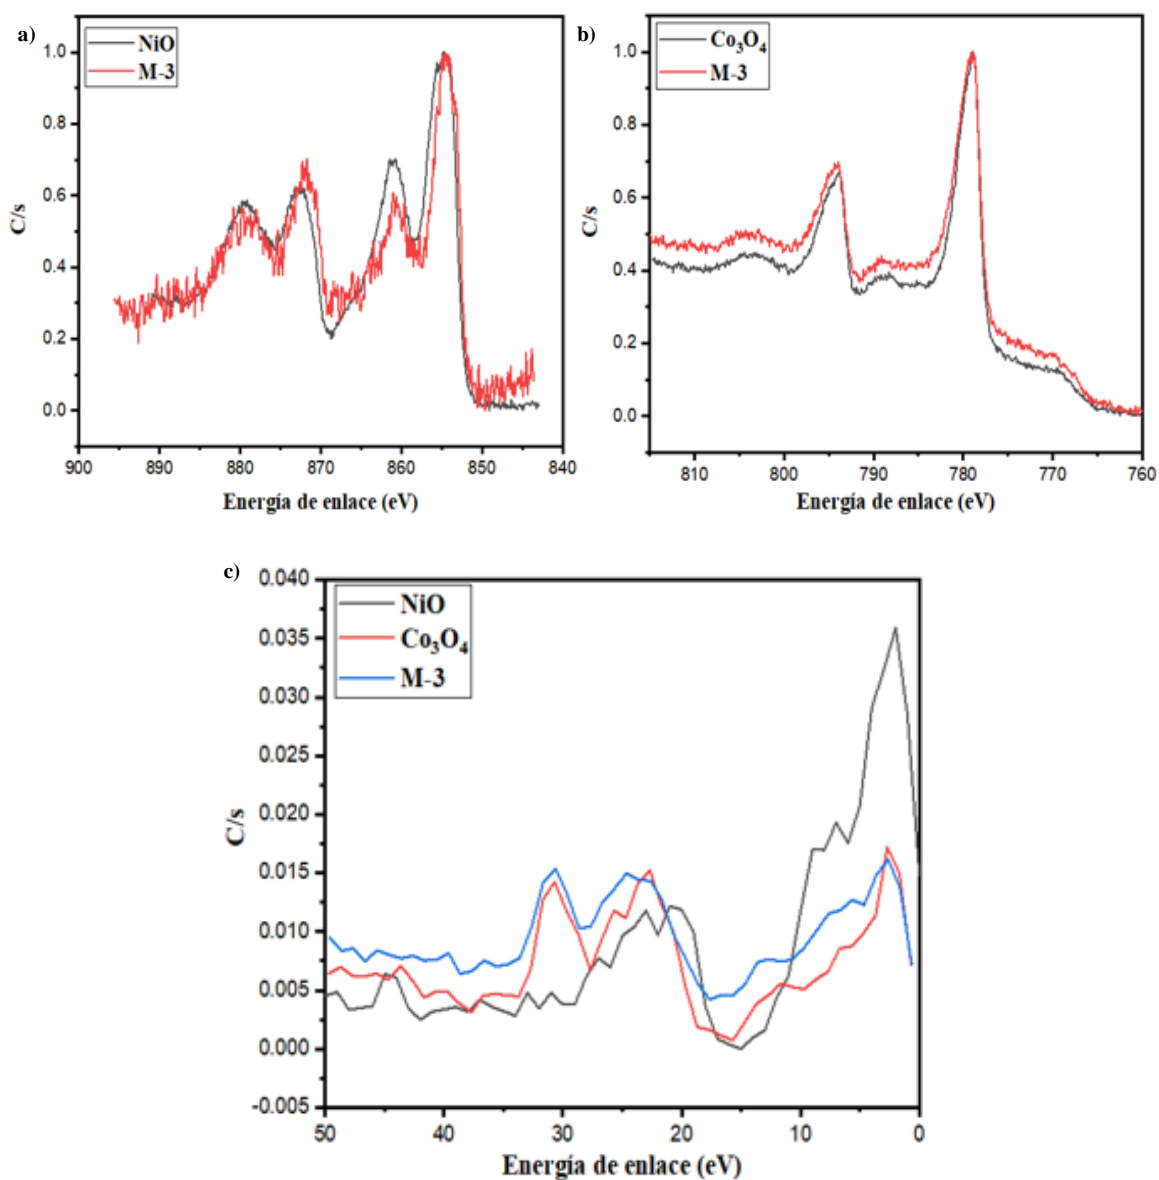 a)
NiO
M-3
1.0
0.8
0.6
0.4
0.2
0.0
C/s
900 890 880 870 860 850 840
Energía de enlace (eV)
b)
Co₃O₄
M-3
1.0
0.8
0.6
0.4
0.2
0.0
C/s
810 800 790 780 770 760
Energía de enlace (eV)
c)
NiO
Co₃O₄
M-3
0.040
0.035
0.030
0.025
0.020
0.015
0.010
0.005
0.000
-0.005
C/s
50 40 30 20 10 0
Energía de enlace (eV)